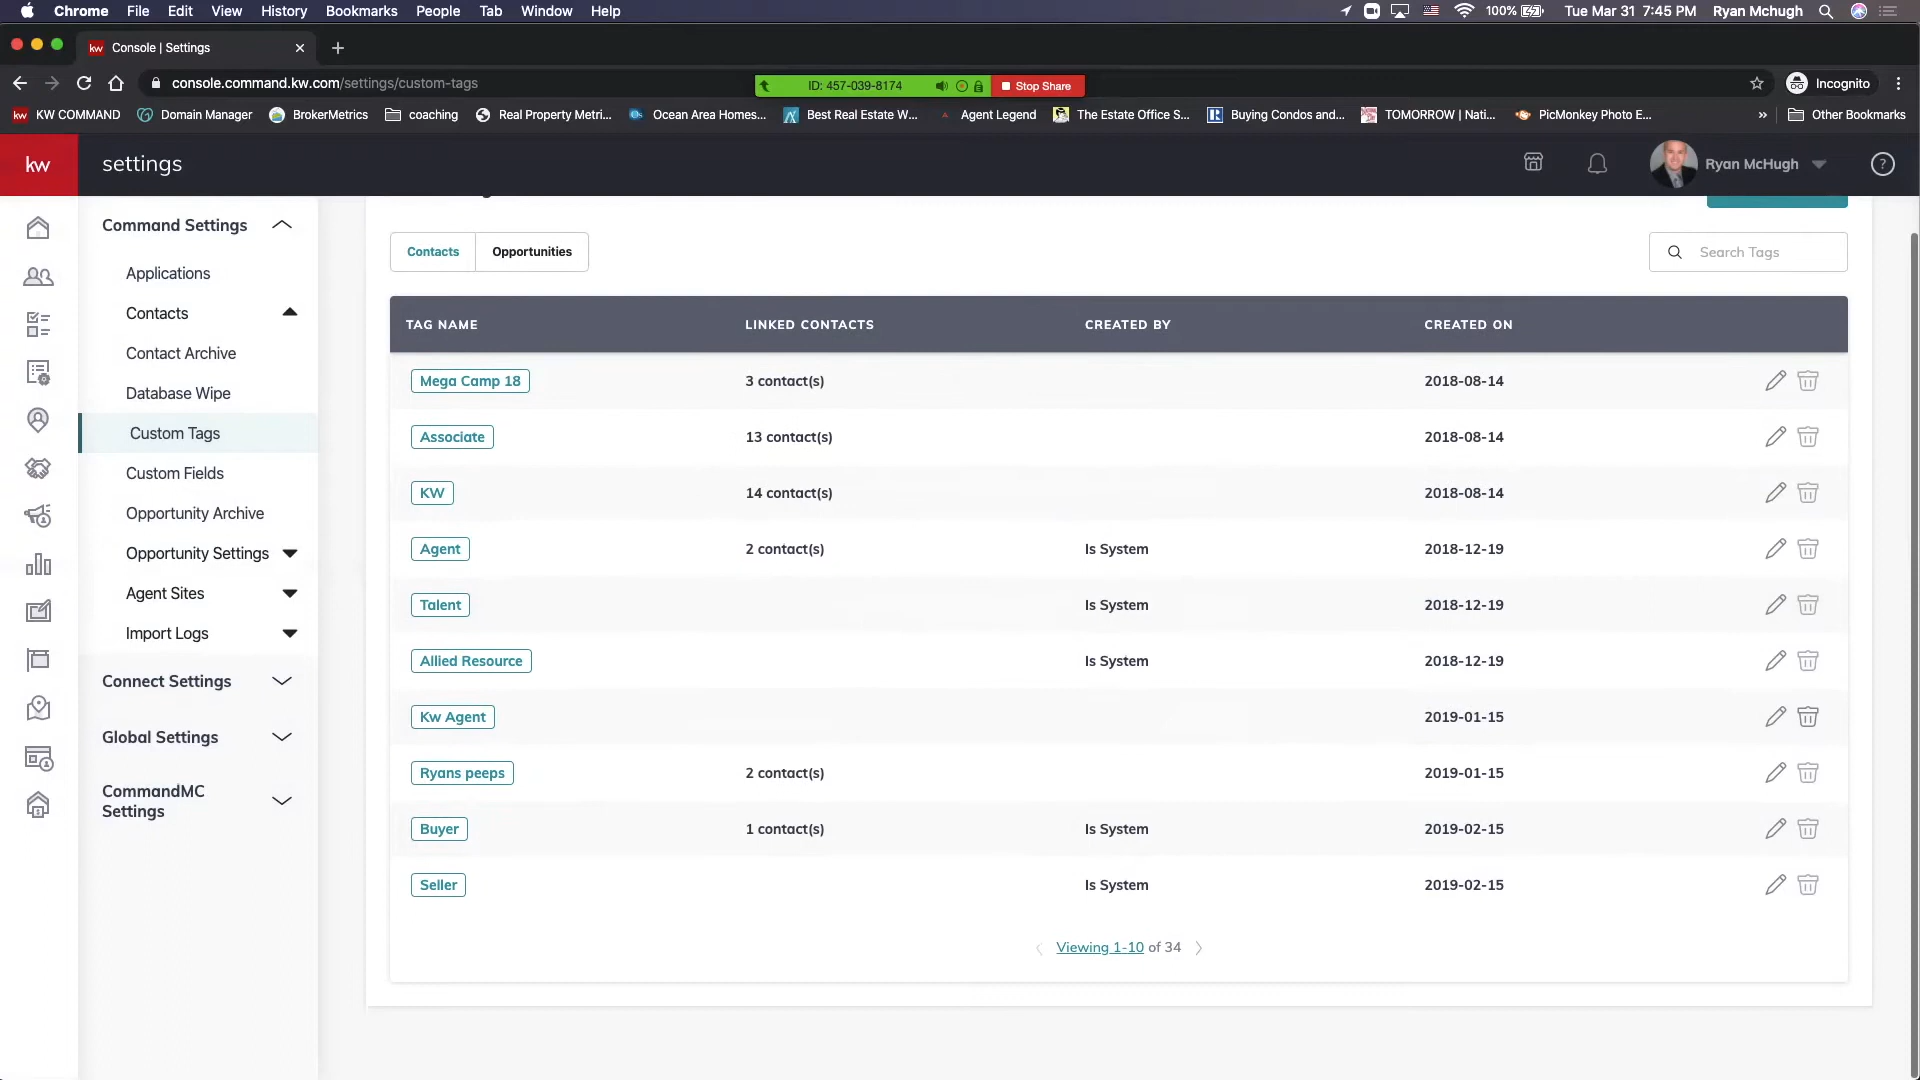 Chrome File Edit View History Bookmarks People Tab Window Help 100% Tue Mar 31 7:45 PM Ryan Mchugh
kw Console | Settings
console.command.kw.com/settings/custom-tags ID: 457-039-8174 Stop Share Incognito
kw KW COMMAND Domain Manager BrokerMetrics coaching Real Property Metri... Ocean Area Homes... Best Real Estate W... Agent Legend The Estate Office S... Buying Condos and... TOMORROW | Nati... PicMonkey Photo E... » Other Bookmarks
kw settings Ryan McHugh ?
Command Settings
Applications
Contacts
Contact Archive
Database Wipe
Custom Tags
Custom Fields
Opportunity Archive
Opportunity Settings
Agent Sites
Import Logs
Connect Settings
Global Settings
CommandMC
Settings
Contacts Opportunities Search Tags
TAG NAME LINKED CONTACTS CREATED BY CREATED ON
Mega Camp 18 3 contact(s) 2018-08-14
Associate 13 contact(s) 2018-08-14
KW 14 contact(s) 2018-08-14
Agent 2 contact(s) Is System 2018-12-19
Talent Is System 2018-12-19
Allied Resource Is System 2018-12-19
Kw Agent 2019-01-15
Ryans peeps 2 contact(s) 2019-01-15
Buyer 1 contact(s) Is System 2019-02-15
Seller Is System 2019-02-15
Viewing 1-10 of 34